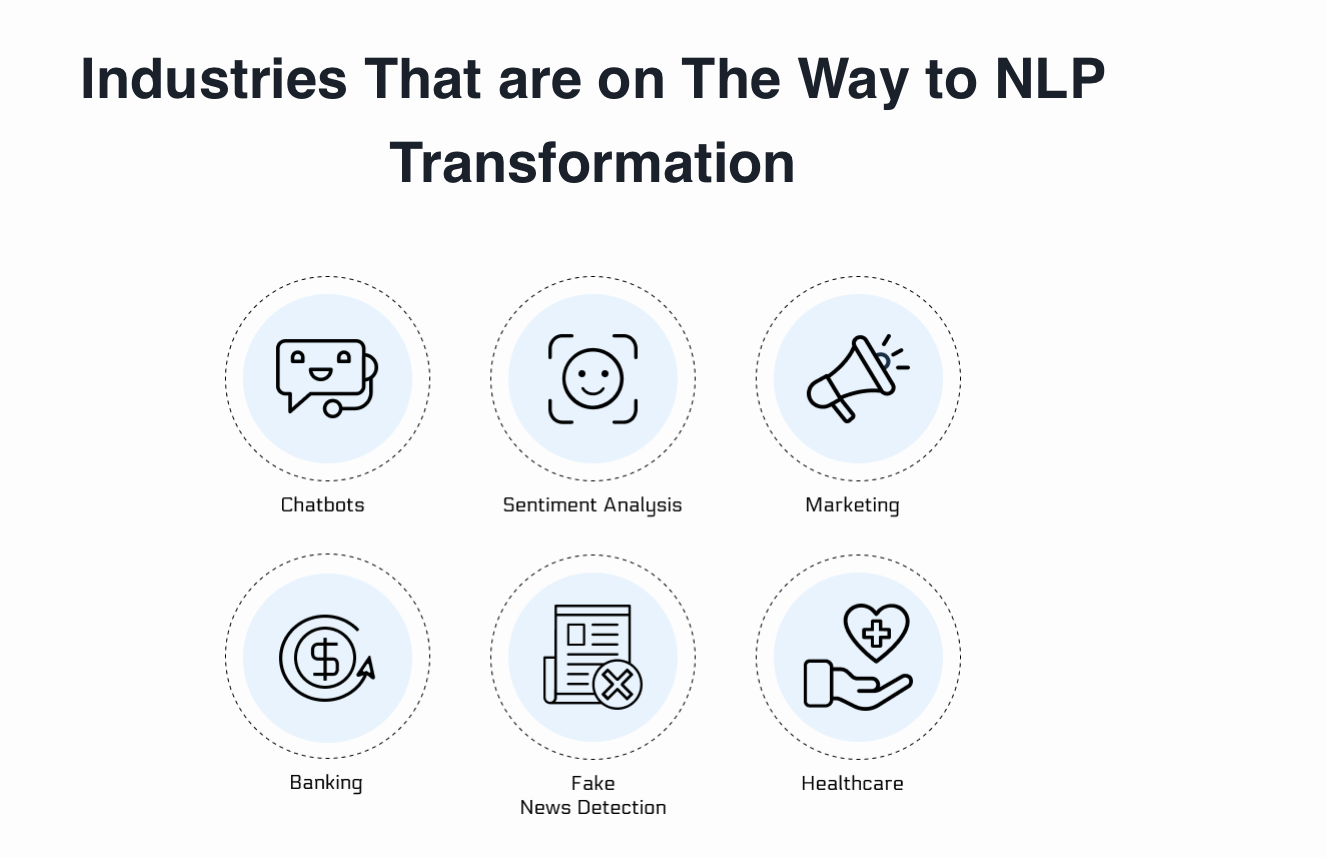 Industries That are on The Way to NLP
Transformation
Chatbots
Sentiment Analysis
Marketing
Banking
Fake
News Detection
Healthcare